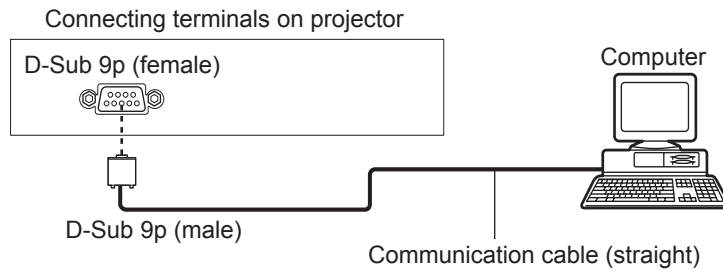 Connecting terminals on projector
D-Sub 9p (female)
Computer
D-Sub 9p (male)
Communication cable (straight)